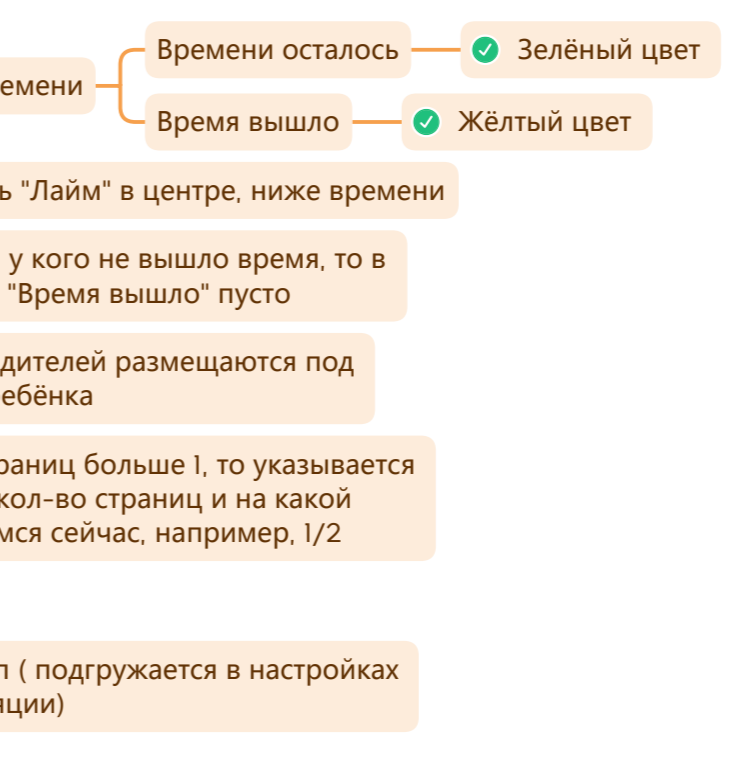 Времени осталось
Зелёный цвет
емени
Время вышло
Жёлтый цвет
ь "Лайм" в центре, ниже времени
у кого не вышло время, то в
"Время вышло" пусто
дителей размещаются под
ебёнка
раниц больше 1, то указывается
кол-во страниц и на какой
мся сейчас, например, 1/2
п ( подгружается в настройках
яции)